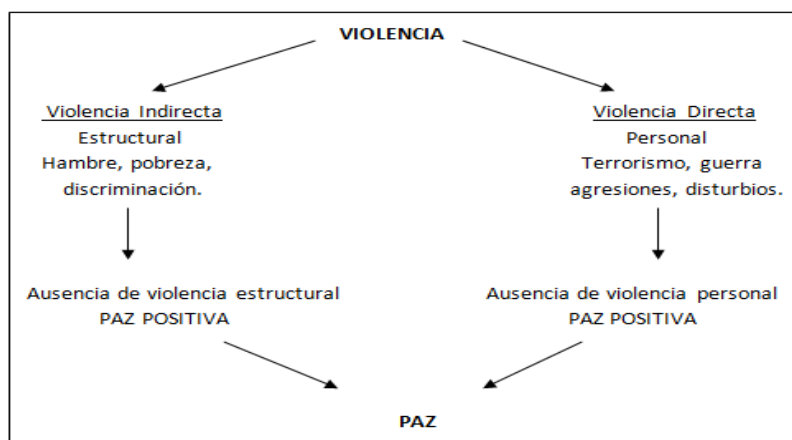 VIOLENCIA
Violencia Indirecta
Estructural
Hambre, pobreza,
discriminación.
Violencia Directa
Personal
Terrorismo, guerra
agresiones, disturbios.
Ausencia de violencia estructural
PAZ POSITIVA
Ausencia de violencia personal
PAZ POSITIVA
PAZ